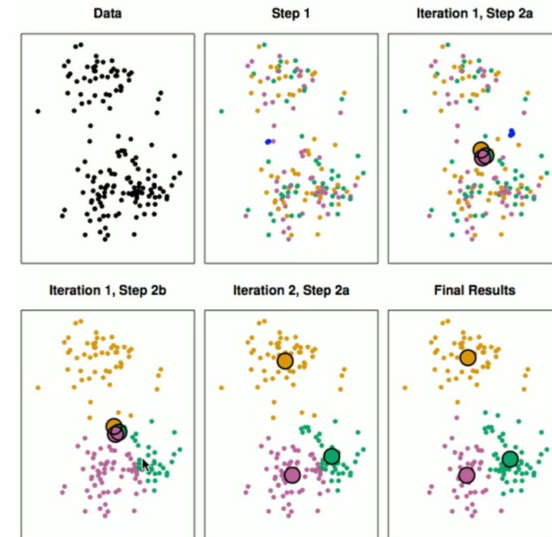 Data
Step 1
Iteration 1, Step 2a
Iteration 1, Step 2b
Iteration 2, Step 2a
Final Results